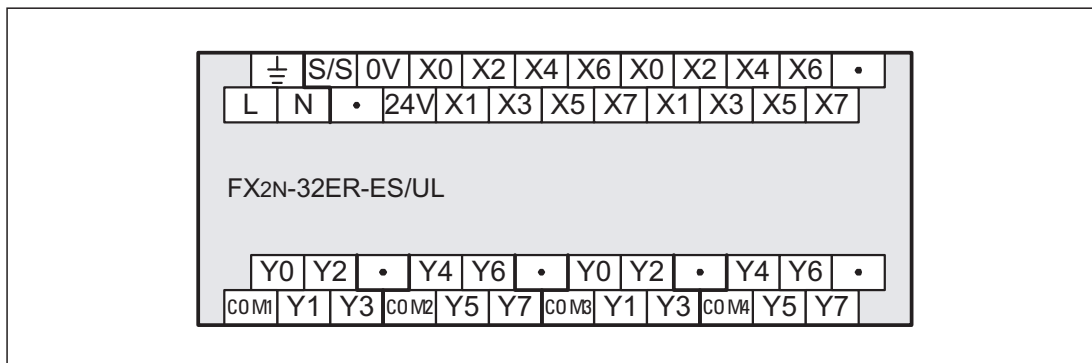 ⏚ S/S 0V X0 X2 X4 X6 X0 X2 X4 X6 •
L N • 24V X1 X3 X5 X7 X1 X3 X5 X7
FX2N-32ER-ES/UL
Y0 Y2 • Y4 Y6 • Y0 Y2 • Y4 Y6 •
COM1 Y1 Y3 COM2 Y5 Y7 COM3 Y1 Y3 COM4 Y5 Y7